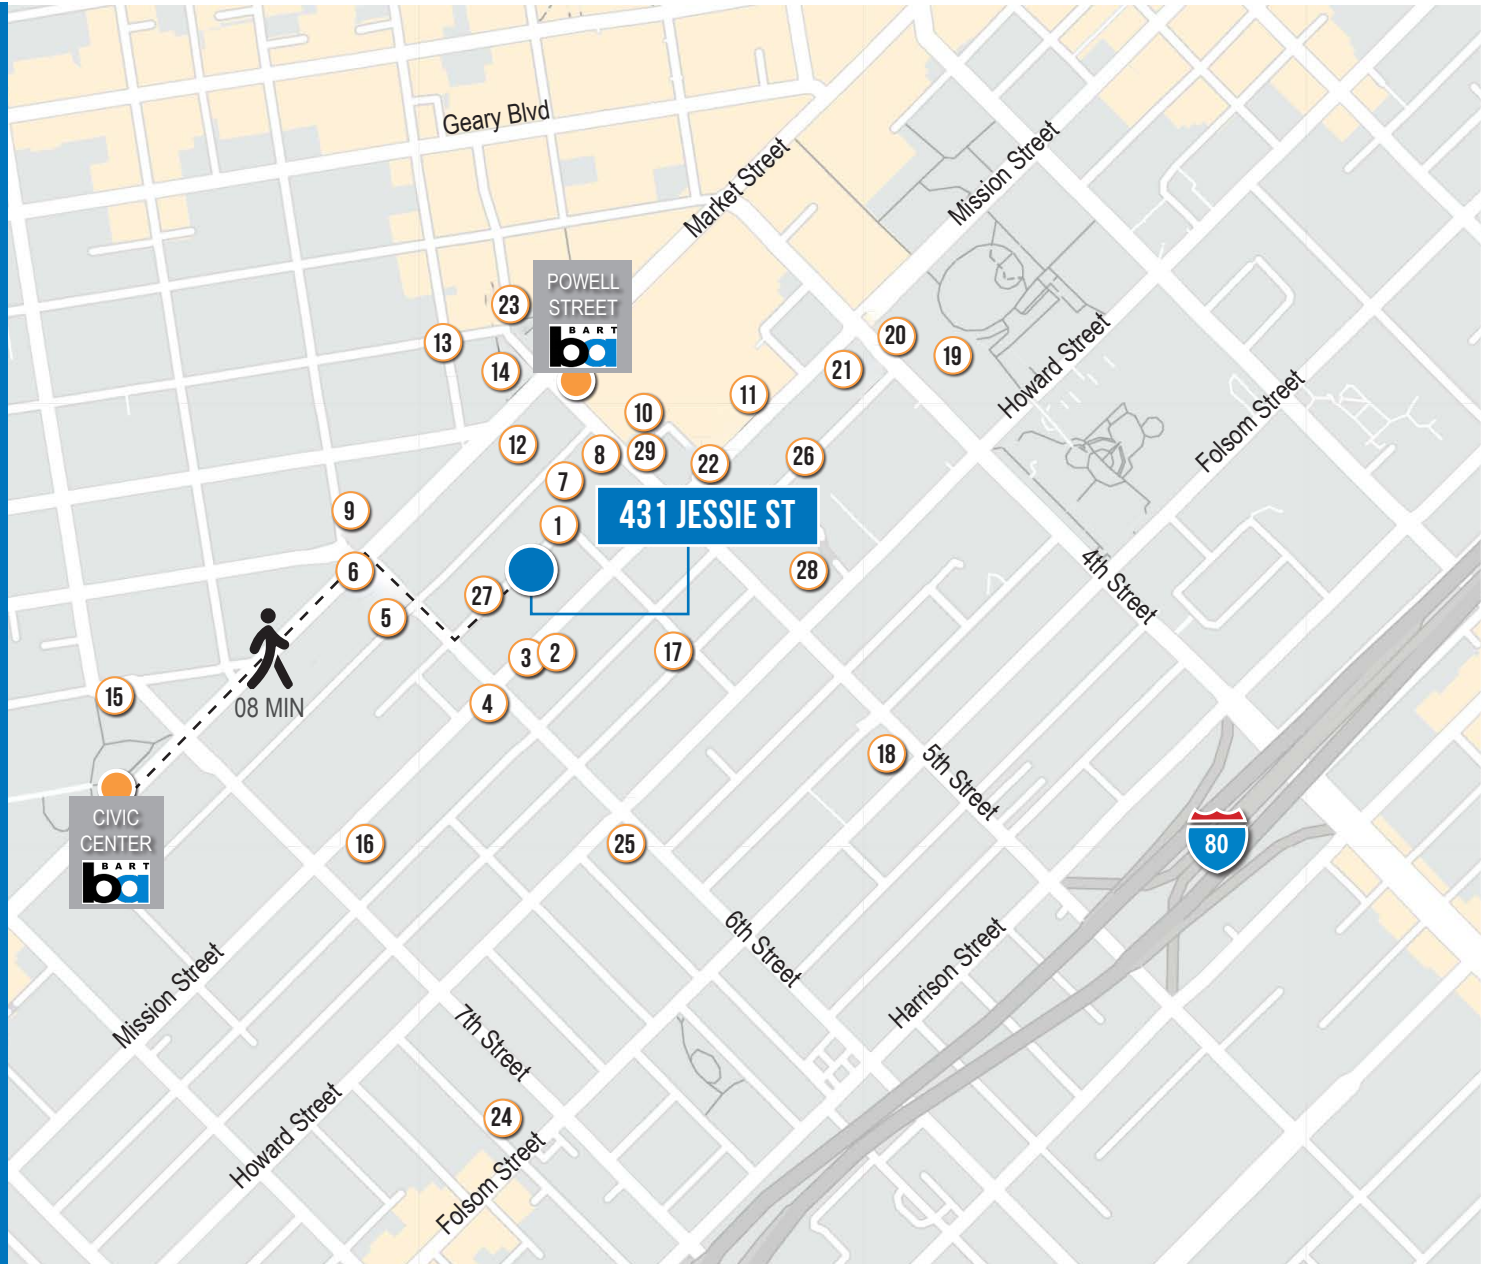 Geary Blvd
Market Street
Mission Street
POWELL
STREET
BART
ba
23
13
14
20
19
21
Howard Street
Folsom Street
11
10
12
8
29
22
26
7
9
1
431 JESSIE ST
6
27
28
4th Street
5
3
2
17
4
15
08 MIN
18
5th Street
CIVIC
CENTER
BART
ba
16
25
80
6th Street
Harrison Street
Mission Street
7th Street
Howard Street
24
Folsom Street